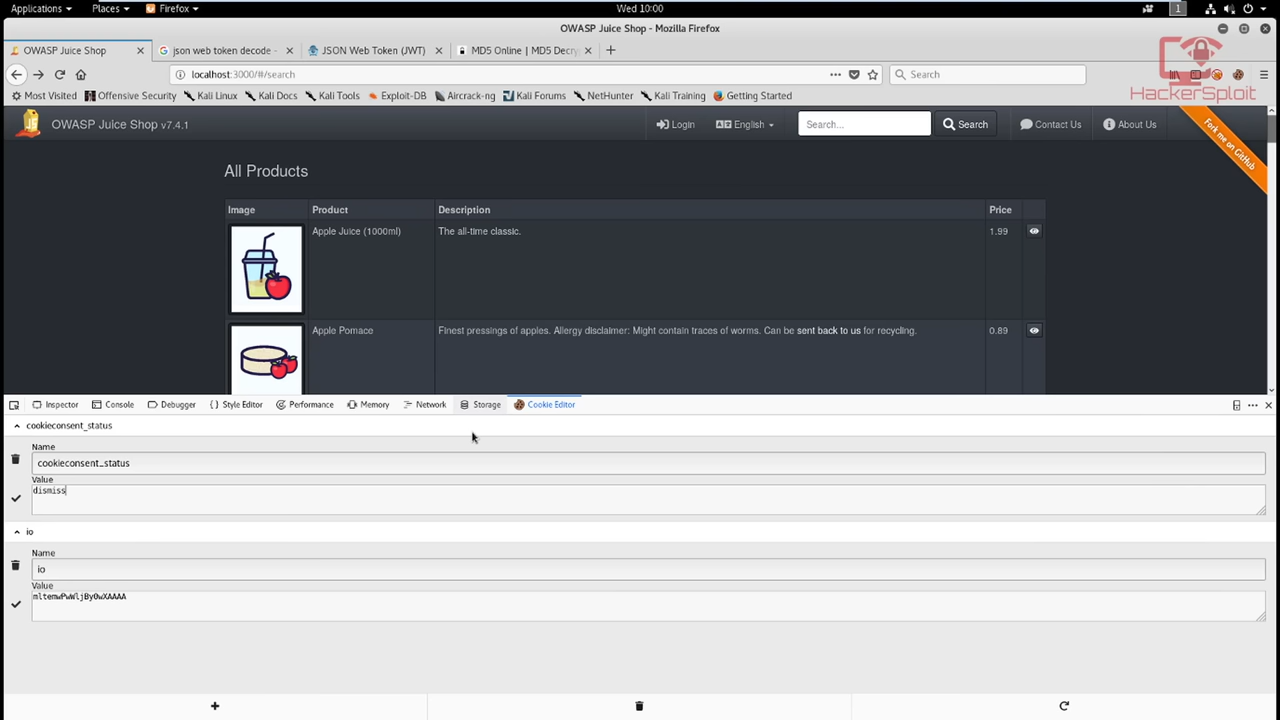 Applications Places Firefox Wed 10:00 1
OWASP Juice Shop - Mozilla Firefox
OWASP Juice Shop json web token decode - JSON Web Token (JWT) MD5 Online | MD5 Decry
localhost:3000/#/search Search
HackerSploit
Most Visited Offensive Security Kali Linux Kali Docs Kali Tools Exploit-DB Aircrack-ng Kali Forums NetHunter Kali Training Getting Started
OWASP Juice Shop v7.4.1 Login English Search... Search Contact Us About Us
Fork me on GitHub
All Products
Image Product Description Price
Apple Juice (1000ml) The all-time classic. 1.99
Apple Pomace Finest pressings of apples. Allergy disclaimer: Might contain traces of worms. Can be sent back to us for recycling. 0.89
Inspector Console Debugger Style Editor Performance Memory Network Storage Cookie Editor
cookieconsent_status
Name
cookieconsent_status
Value
dismiss
io
Name
io
Value
mltemwPwWljBy0wXAAAA